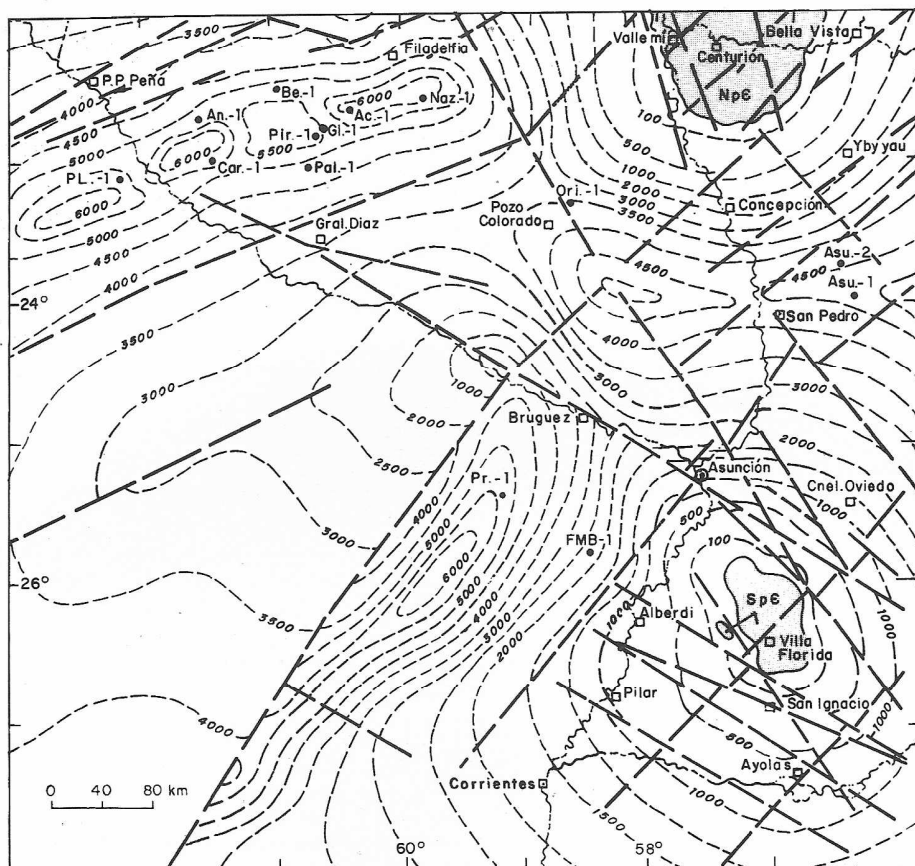 3500
4000
4500
5000
P.P. Peña
Filadelfia
Valle mí
Bella Vista
Centurión
NpЄ
Be.-1
An.-1
6000
Ac.-1
Naz.-1
Gl.-1
Pir.-1
5500
6000
Car.-1
Pal.-1
PL.-1
6000
5000
4500
4000
100
500
1000
2000
3000
3500
Yby yau
Ori.-1
Pozo
Colorado
Concepción
Gral. Diaz
Asu.-2
4500
Asu.-1
4500
San Pedro
24°
4000
3500
3000
3000
1000
2000
2500
Bruguez
2000
Asunción
Cnel. Oviedo
1000
Pr.-1
4000
5000
6000
3000
500
100
FMB-1
26°
5000
4000
3000
2000
3500
SpЄ
Alberdi
1000
Villa
Florida
1000
Pilar
San Ignacio
1000
4000
500
Ayolas
Corrientes
1000
1500
0 40 80 km
60°
58°